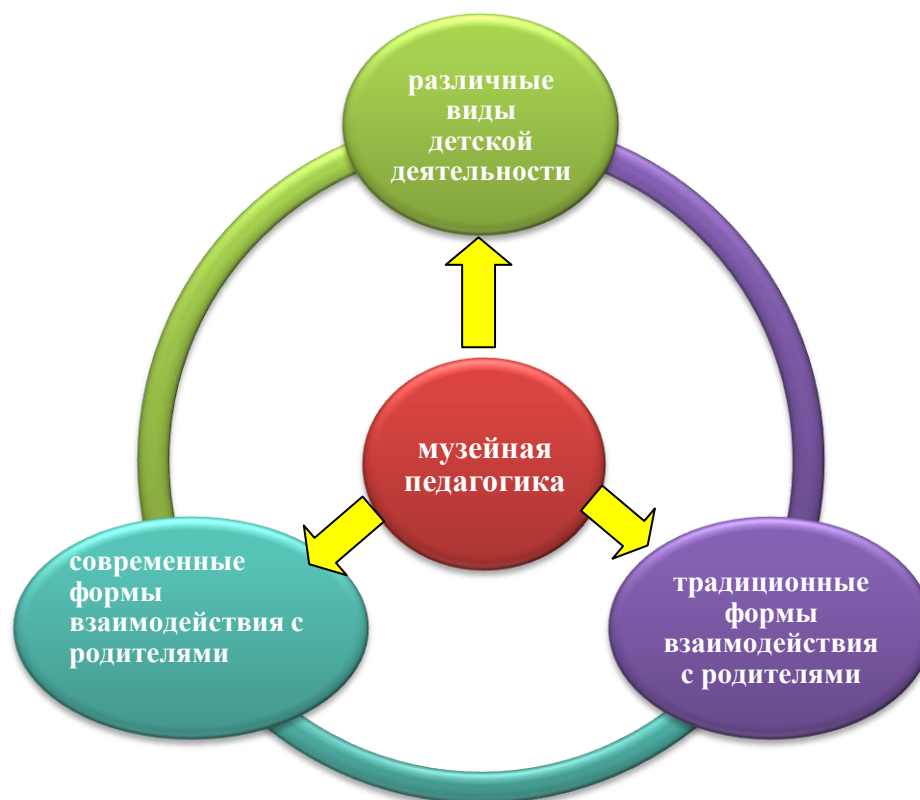 различные
виды
детской
деятельности
музейная
педагогика
современные
формы
взаимодействия с
родителями
традиционные
формы
взаимодействия
с родителями